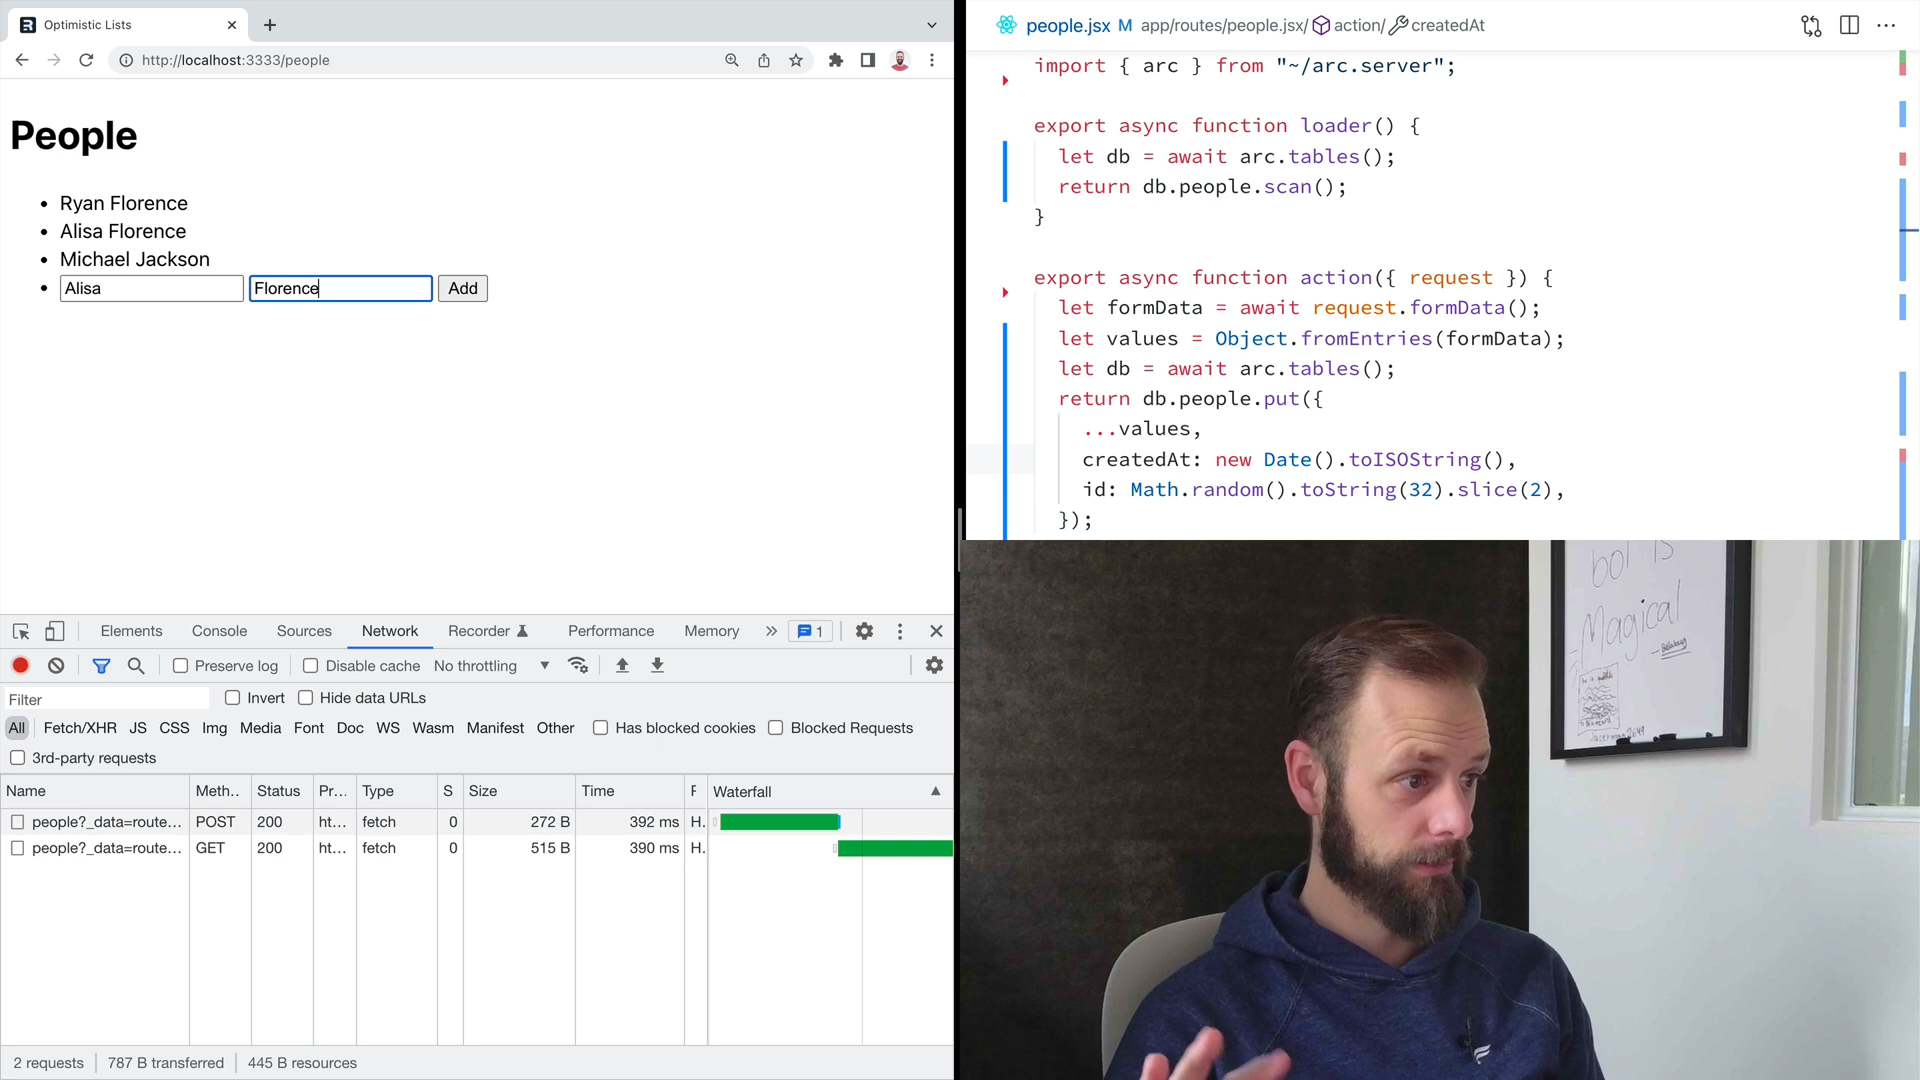 Optimistic Lists
http://localhost:3333/people
People
Ryan Florence
Alisa Florence
Michael Jackson
Alisa Florence Add
Elements Console Sources Network Recorder Performance Memory 1
Preserve log Disable cache No throttling
Filter Invert Hide data URLs
All Fetch/XHR JS CSS Img Media Font Doc WS Wasm Manifest Other Has blocked cookies Blocked Requests
3rd-party requests
Name Meth.. Status Pr... Type S Size Time Waterfall
people?_data=route... POST 200 ht... fetch 0 272 B 392 ms H.
people?_data=route... GET 200 ht... fetch 0 515 B 390 ms H.
2 requests 787 B transferred 445 B resources
people.jsx M app/routes/people.jsx/ action/ createdAt
import { arc } from "~/arc.server";
export async function loader() {
let db = await arc.tables();
return db.people.scan();
}
export async function action({ request }) {
let formData = await request.formData();
let values = Object.fromEntries(formData);
let db = await arc.tables();
return db.people.put({
...values,
createdAt: new Date().toISOString(),
id: Math.random().toString(32).slice(2),
});
is
Magical